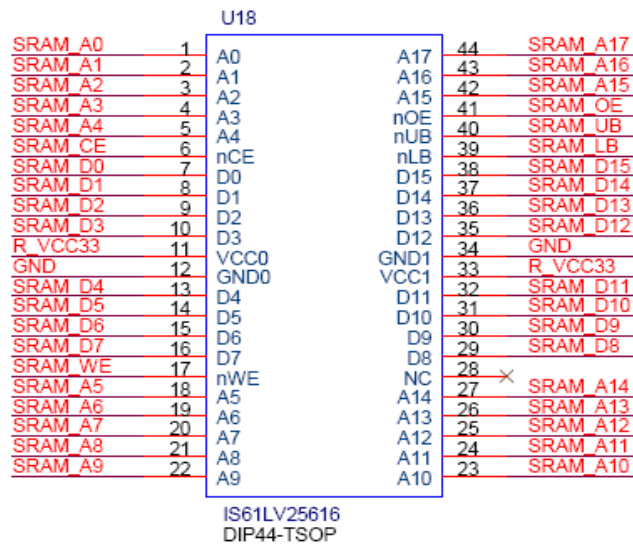 U18
SRAM_A0 1 A0 A17 44 SRAM_A17
SRAM_A1 2 A1 A16 43 SRAM_A16
SRAM_A2 3 A2 A15 42 SRAM_A15
SRAM_A3 4 A3 nOE 41 SRAM_OE
SRAM_A4 5 A4 nUB 40 SRAM_UB
SRAM_CE 6 nCE nLB 39 SRAM_LB
SRAM_D0 7 D0 D15 38 SRAM_D15
SRAM_D1 8 D1 D14 37 SRAM_D14
SRAM_D2 9 D2 D13 36 SRAM_D13
SRAM_D3 10 D3 D12 35 SRAM_D12
R_VCC33 11 VCC0 GND1 34 GND
GND 12 GND0 VCC1 33 R_VCC33
SRAM_D4 13 D4 D11 32 SRAM_D11
SRAM_D5 14 D5 D10 31 SRAM_D10
SRAM_D6 15 D6 D9 30 SRAM_D9
SRAM_D7 16 D7 D8 29 SRAM_D8
SRAM_WE 17 nWE NC 28
SRAM_A5 18 A5 A14 27 SRAM_A14
SRAM_A6 19 A6 A13 26 SRAM_A13
SRAM_A7 20 A7 A12 25 SRAM_A12
SRAM_A8 21 A8 A11 24 SRAM_A11
SRAM_A9 22 A9 A10 23 SRAM_A10
IS61LV25616
DIP44-TSOP